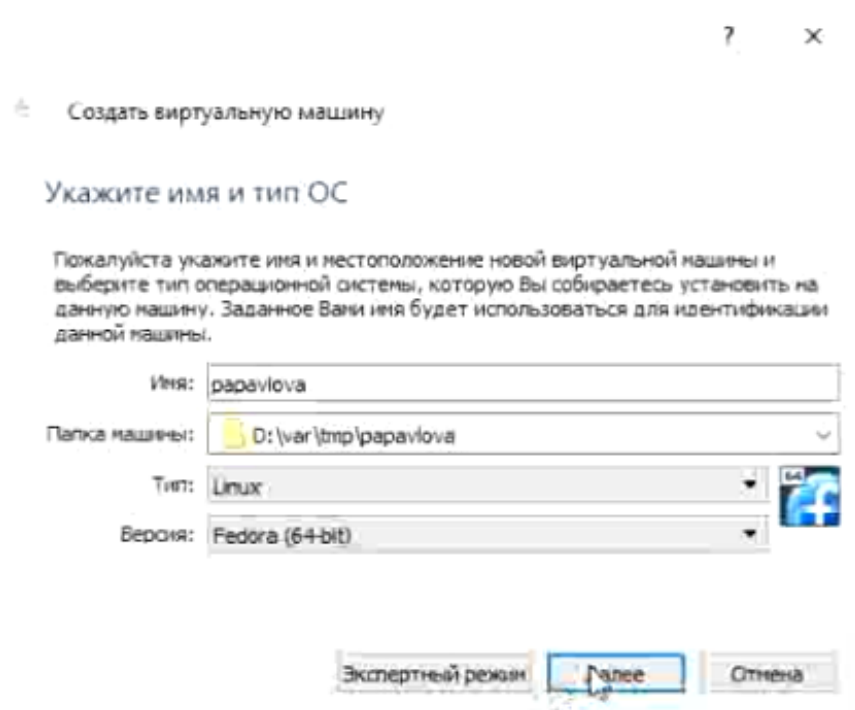 ?
Создать виртуальную машину
Укажите имя и тип ОС
Пожалуйста укажите имя и местоположение новой виртуальной машины и
выберите тип операционной системы, которую Вы собираетесь установить на
данную машину. Заданное Вами имя будет использоваться для идентификации
данной машины.
Имя: papavlova
Папка машины: D:\var\tmp\papavlova
Тип: Linux
64
Версия: Fedora (64-bit)
Экспертный режим Далее Отмена